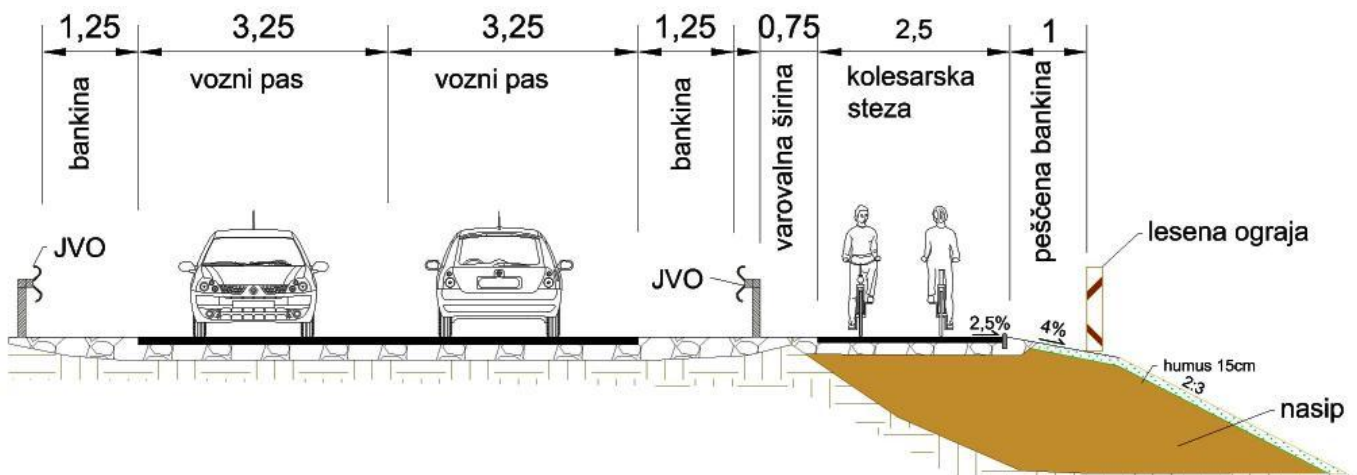 1,25
3,25
3,25
1,25
0,75
2,5
1
bankina
vozni pas
vozni pas
bankina
varovalna širina
kolesarska
steza
peščena bankina
JVO
JVO
lesena ograja
2,5%
4%
humus 15cm
2:3
nasip